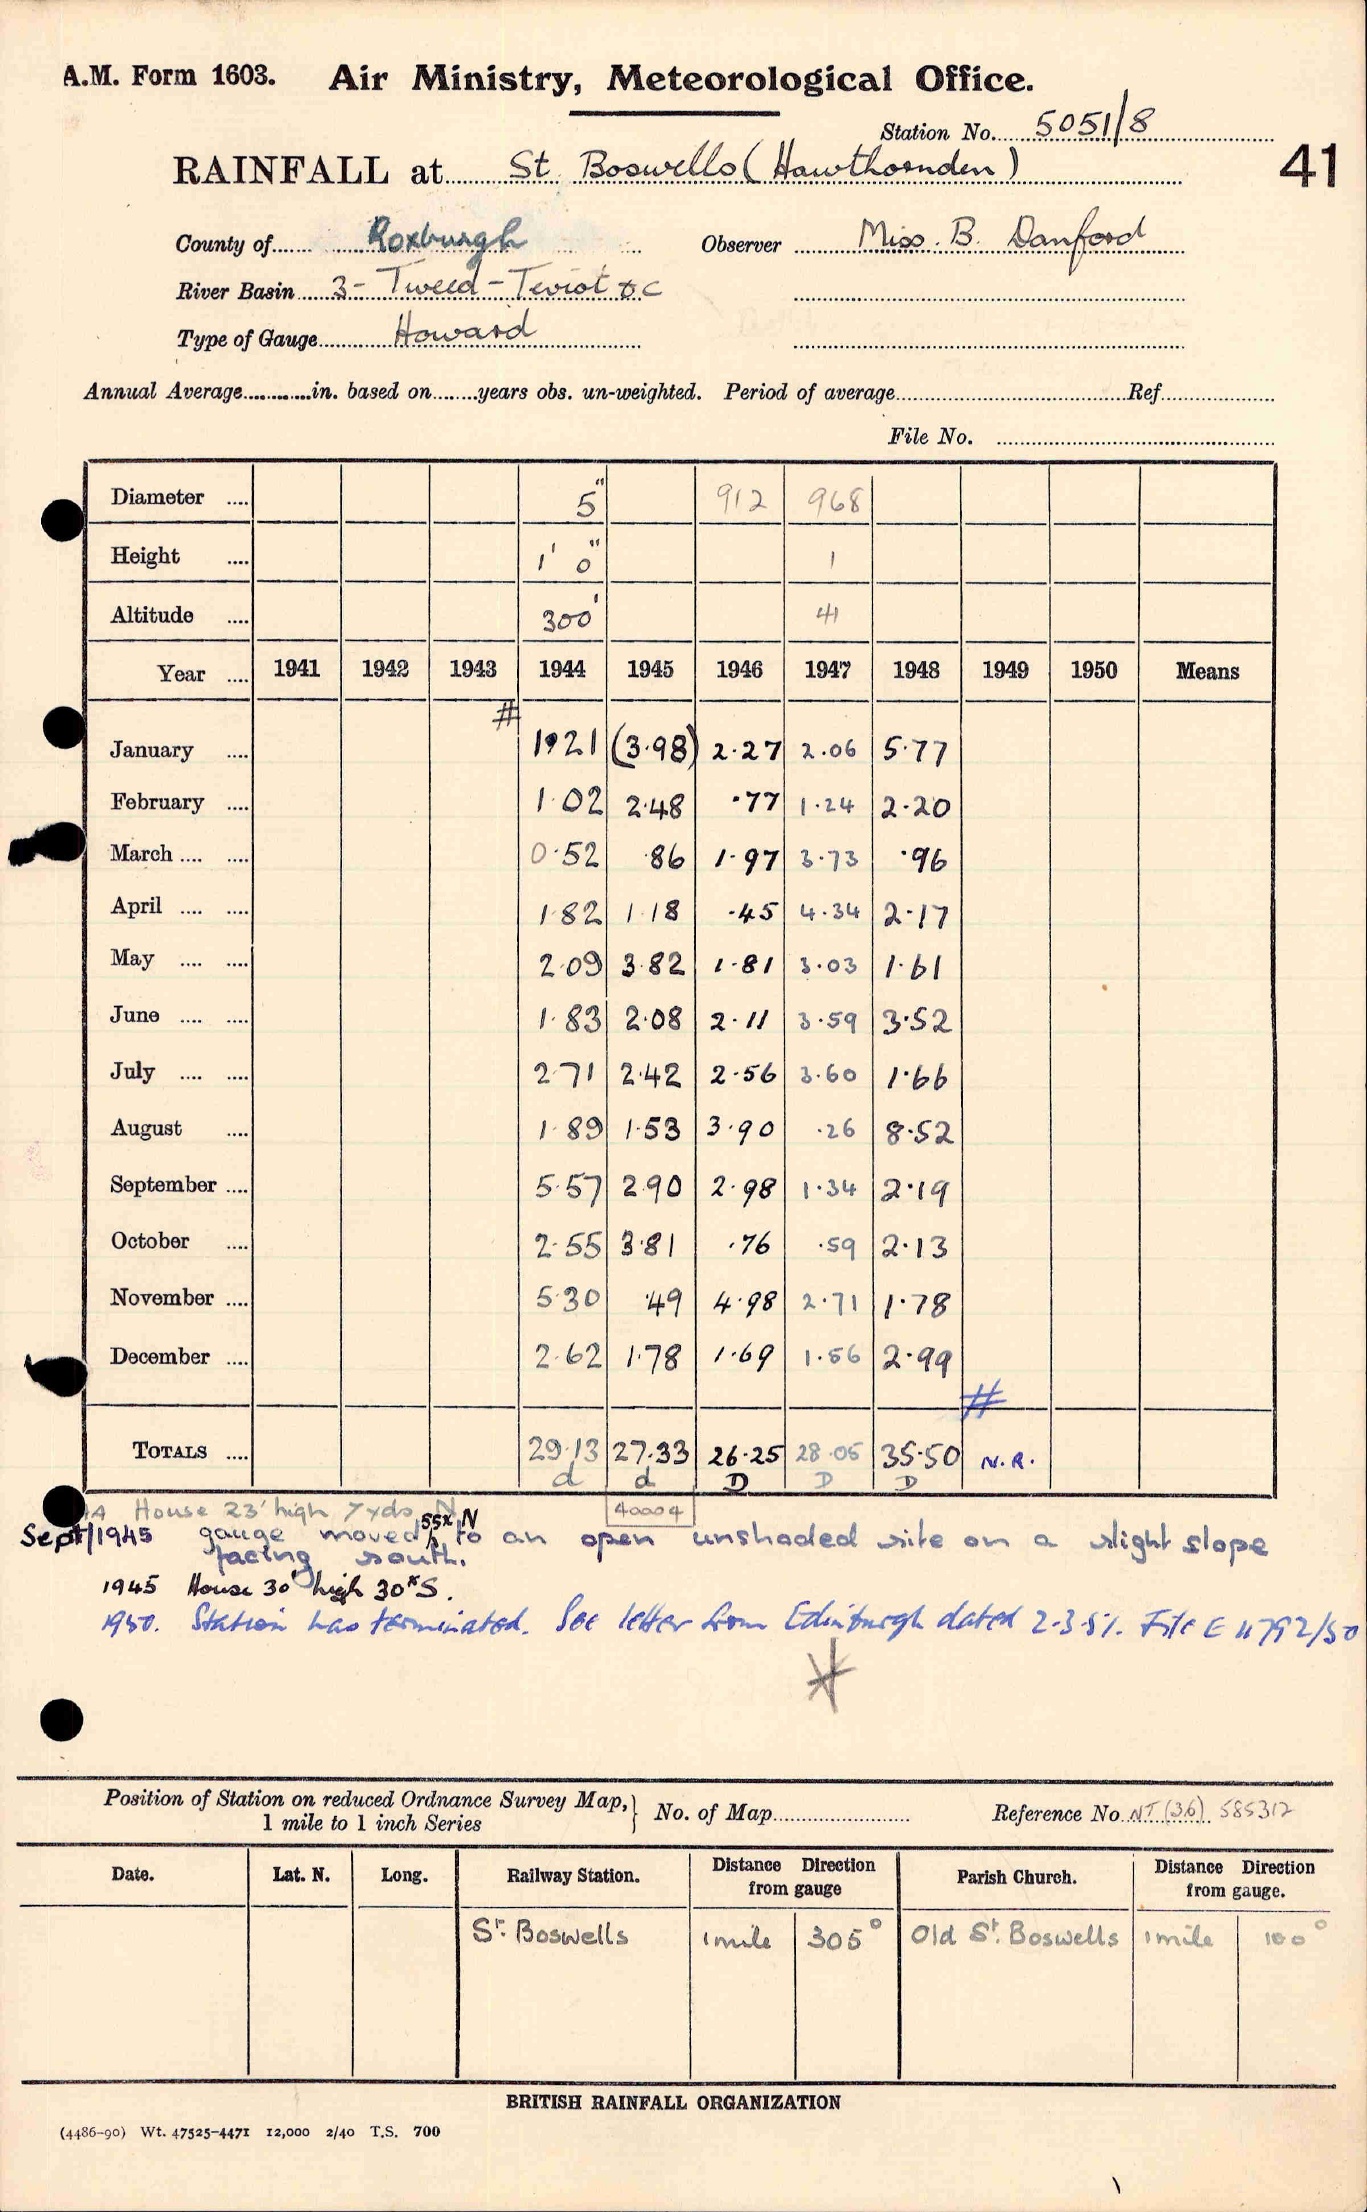 A.M. Form 1603. Air Ministry, Meteorological Office.
Station No. 5051/8
41
RAINFALL at St. Boswells (Hawthornden)
County of Roxburgh Observer Miss. B. Danford
River Basin 3- Tweed - Teviot &c
Type of Gauge Howard
Annual Average in. based on years obs. un-weighted. Period of average Ref
File No.
Diameter 5" 912 968
Height 1' 0" 1
Altitude 300' 41
Year 1941 1942 1943 1944 1945 1946 1947 1948 1949 1950 Means
#
January 1.21 (3.98) 2.27 2.06 5.77
February 1.02 2.48 .77 1.24 2.20
March 0.52 .86 1.97 3.73 .96
April 1.82 1.18 .45 4.34 2.17
May 2.09 3.82 1.81 3.03 1.61
June 1.83 2.08 2.11 3.59 3.52
July 2.71 2.42 2.56 3.60 1.66
August 1.89 1.53 3.90 .26 8.52
September 5.57 2.90 2.98 1.34 2.19
October 2.55 3.81 .76 .59 2.13
November 5.30 .49 4.98 2.71 1.78
December 2.62 1.78 1.69 1.56 2.99
#
TOTALS 29.13 27.33 26.25 28.05 35.50 N.R.
d d D D D
House 23' high 7 yds N 40004
Sept/1945 gauge moved 55x N to an open unshaded site on a slight slope
facing south.
1945 House 30' high 30x S.
1950. Station has terminated. See letter from Edinburgh dated 2.3.51. File E 11792/50
Position of Station on reduced Ordnance Survey Map, 1 mile to 1 inch Series } No. of Map Reference No. NT (36) 585312
Date. Lat. N. Long. Railway Station. Distance Direction from gauge Parish Church. Distance Direction from gauge.
St. Boswells 1 mile 305° Old St. Boswells 1 mile 100°
BRITISH RAINFALL ORGANIZATION
(4486-90) Wt. 47525-4471 12,000 2/40 T.S. 700